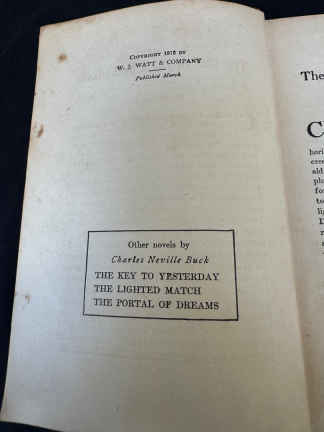 COPYRIGHT 1913 BY
W. J. WATT & COMPANY
Published March
Other novels by
Charles Neville Buck
THE KEY TO YESTERDAY
THE LIGHTED MATCH
THE PORTAL OF DREAMS
The
C